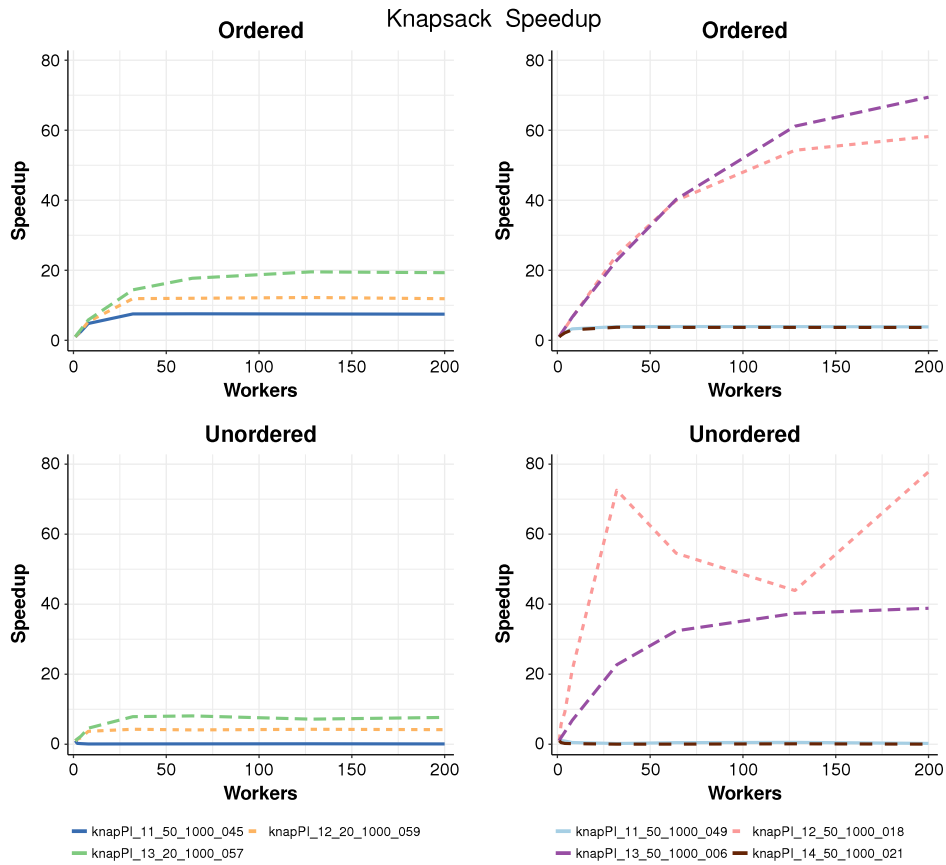 Knapsack Speedup
Ordered
80
60
40
20
0
Speedup
0 50 100 150 200
Workers
Ordered
80
60
40
20
0
Speedup
0 50 100 150 200
Workers
Unordered
80
60
40
20
0
Speedup
0 50 100 150 200
Workers
Unordered
80
60
40
20
0
Speedup
0 50 100 150 200
Workers
knapPI_11_50_1000_045 knapPI_12_20_1000_059
knapPI_13_20_1000_057
knapPI_11_50_1000_049 knapPI_12_50_1000_018
knapPI_13_50_1000_006 knapPI_14_50_1000_021